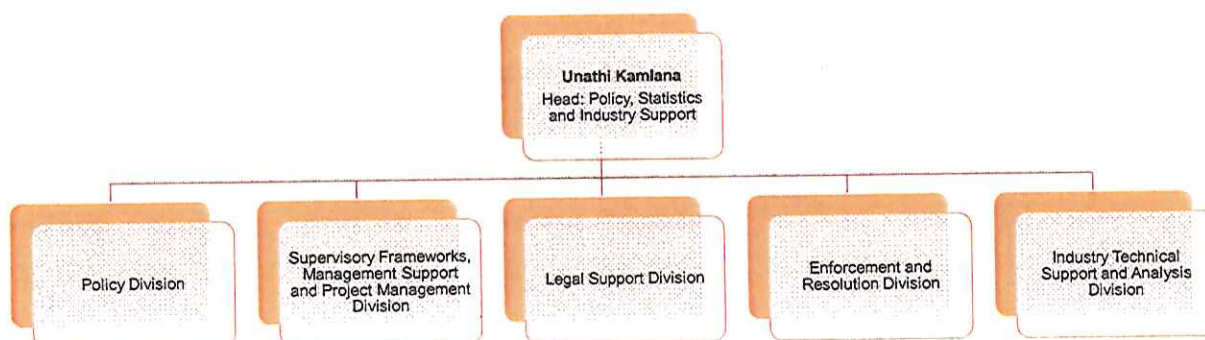 Unathi Kamlana
Head: Policy, Statistics
and Industry Support
Policy Division
Supervisory Frameworks,
Management Support
and Project Management
Division
Legal Support Division
Enforcement and
Resolution Division
Industry Technical
Support and Analysis
Division